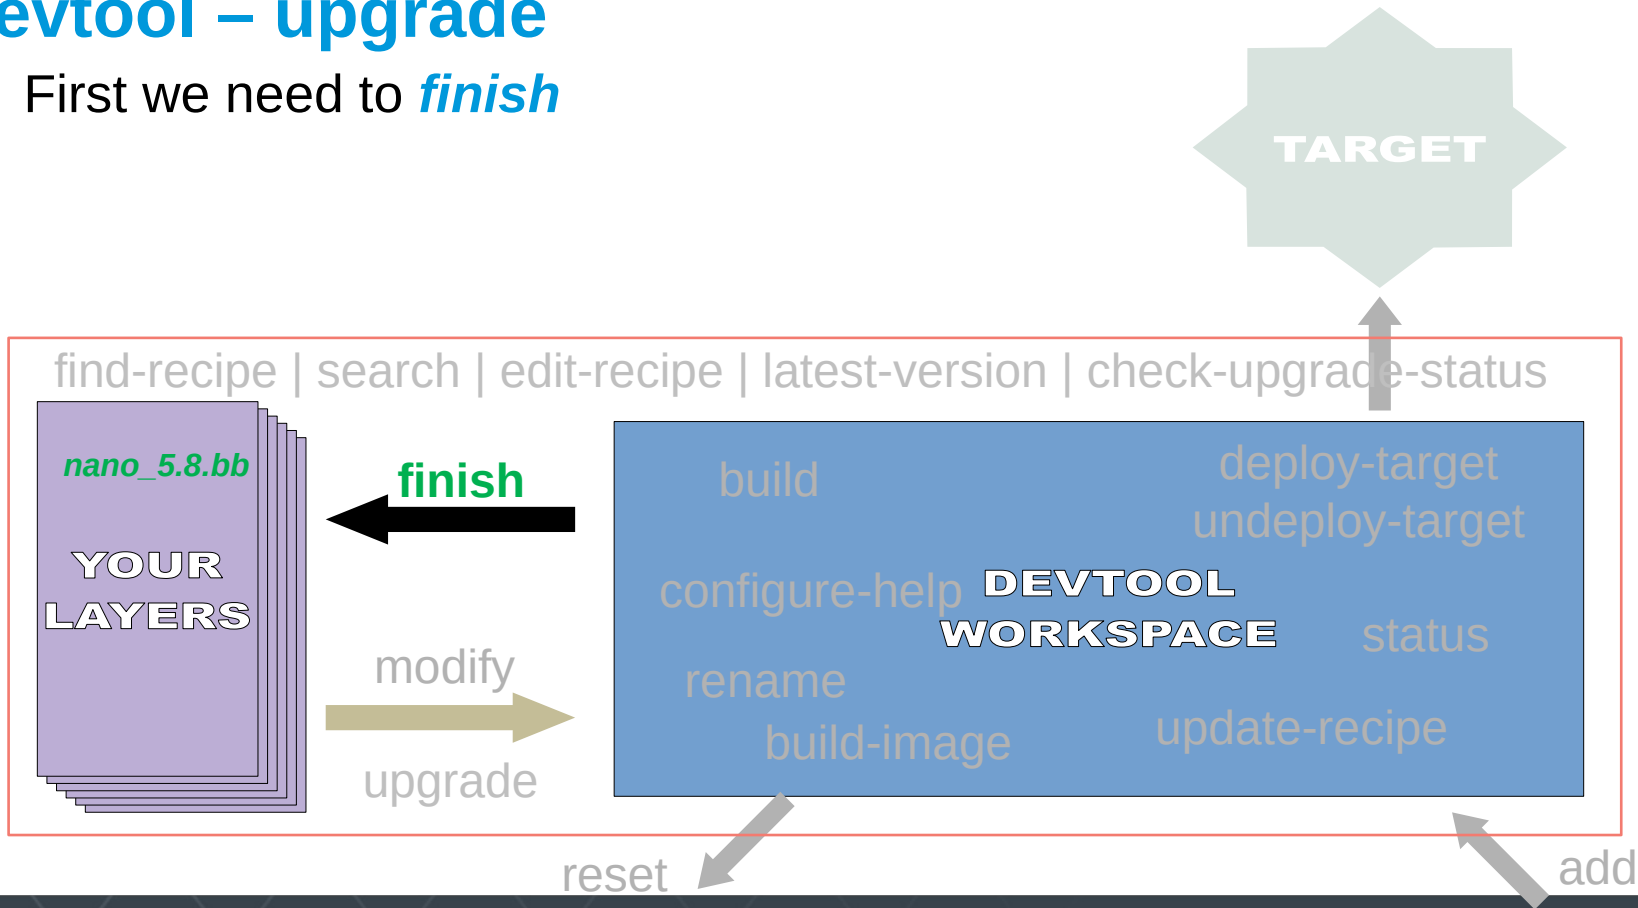 evtool – upgrade
First we need to finish
TARGET
find-recipe | search | edit-recipe | latest-version | check-upgrade-status
nano_5.8.bb
YOUR
LAYERS
finish
modify
upgrade
build
deploy-target
undeploy-target
configure-help
DEVTOOL
WORKSPACE
status
rename
build-image
update-recipe
reset
add